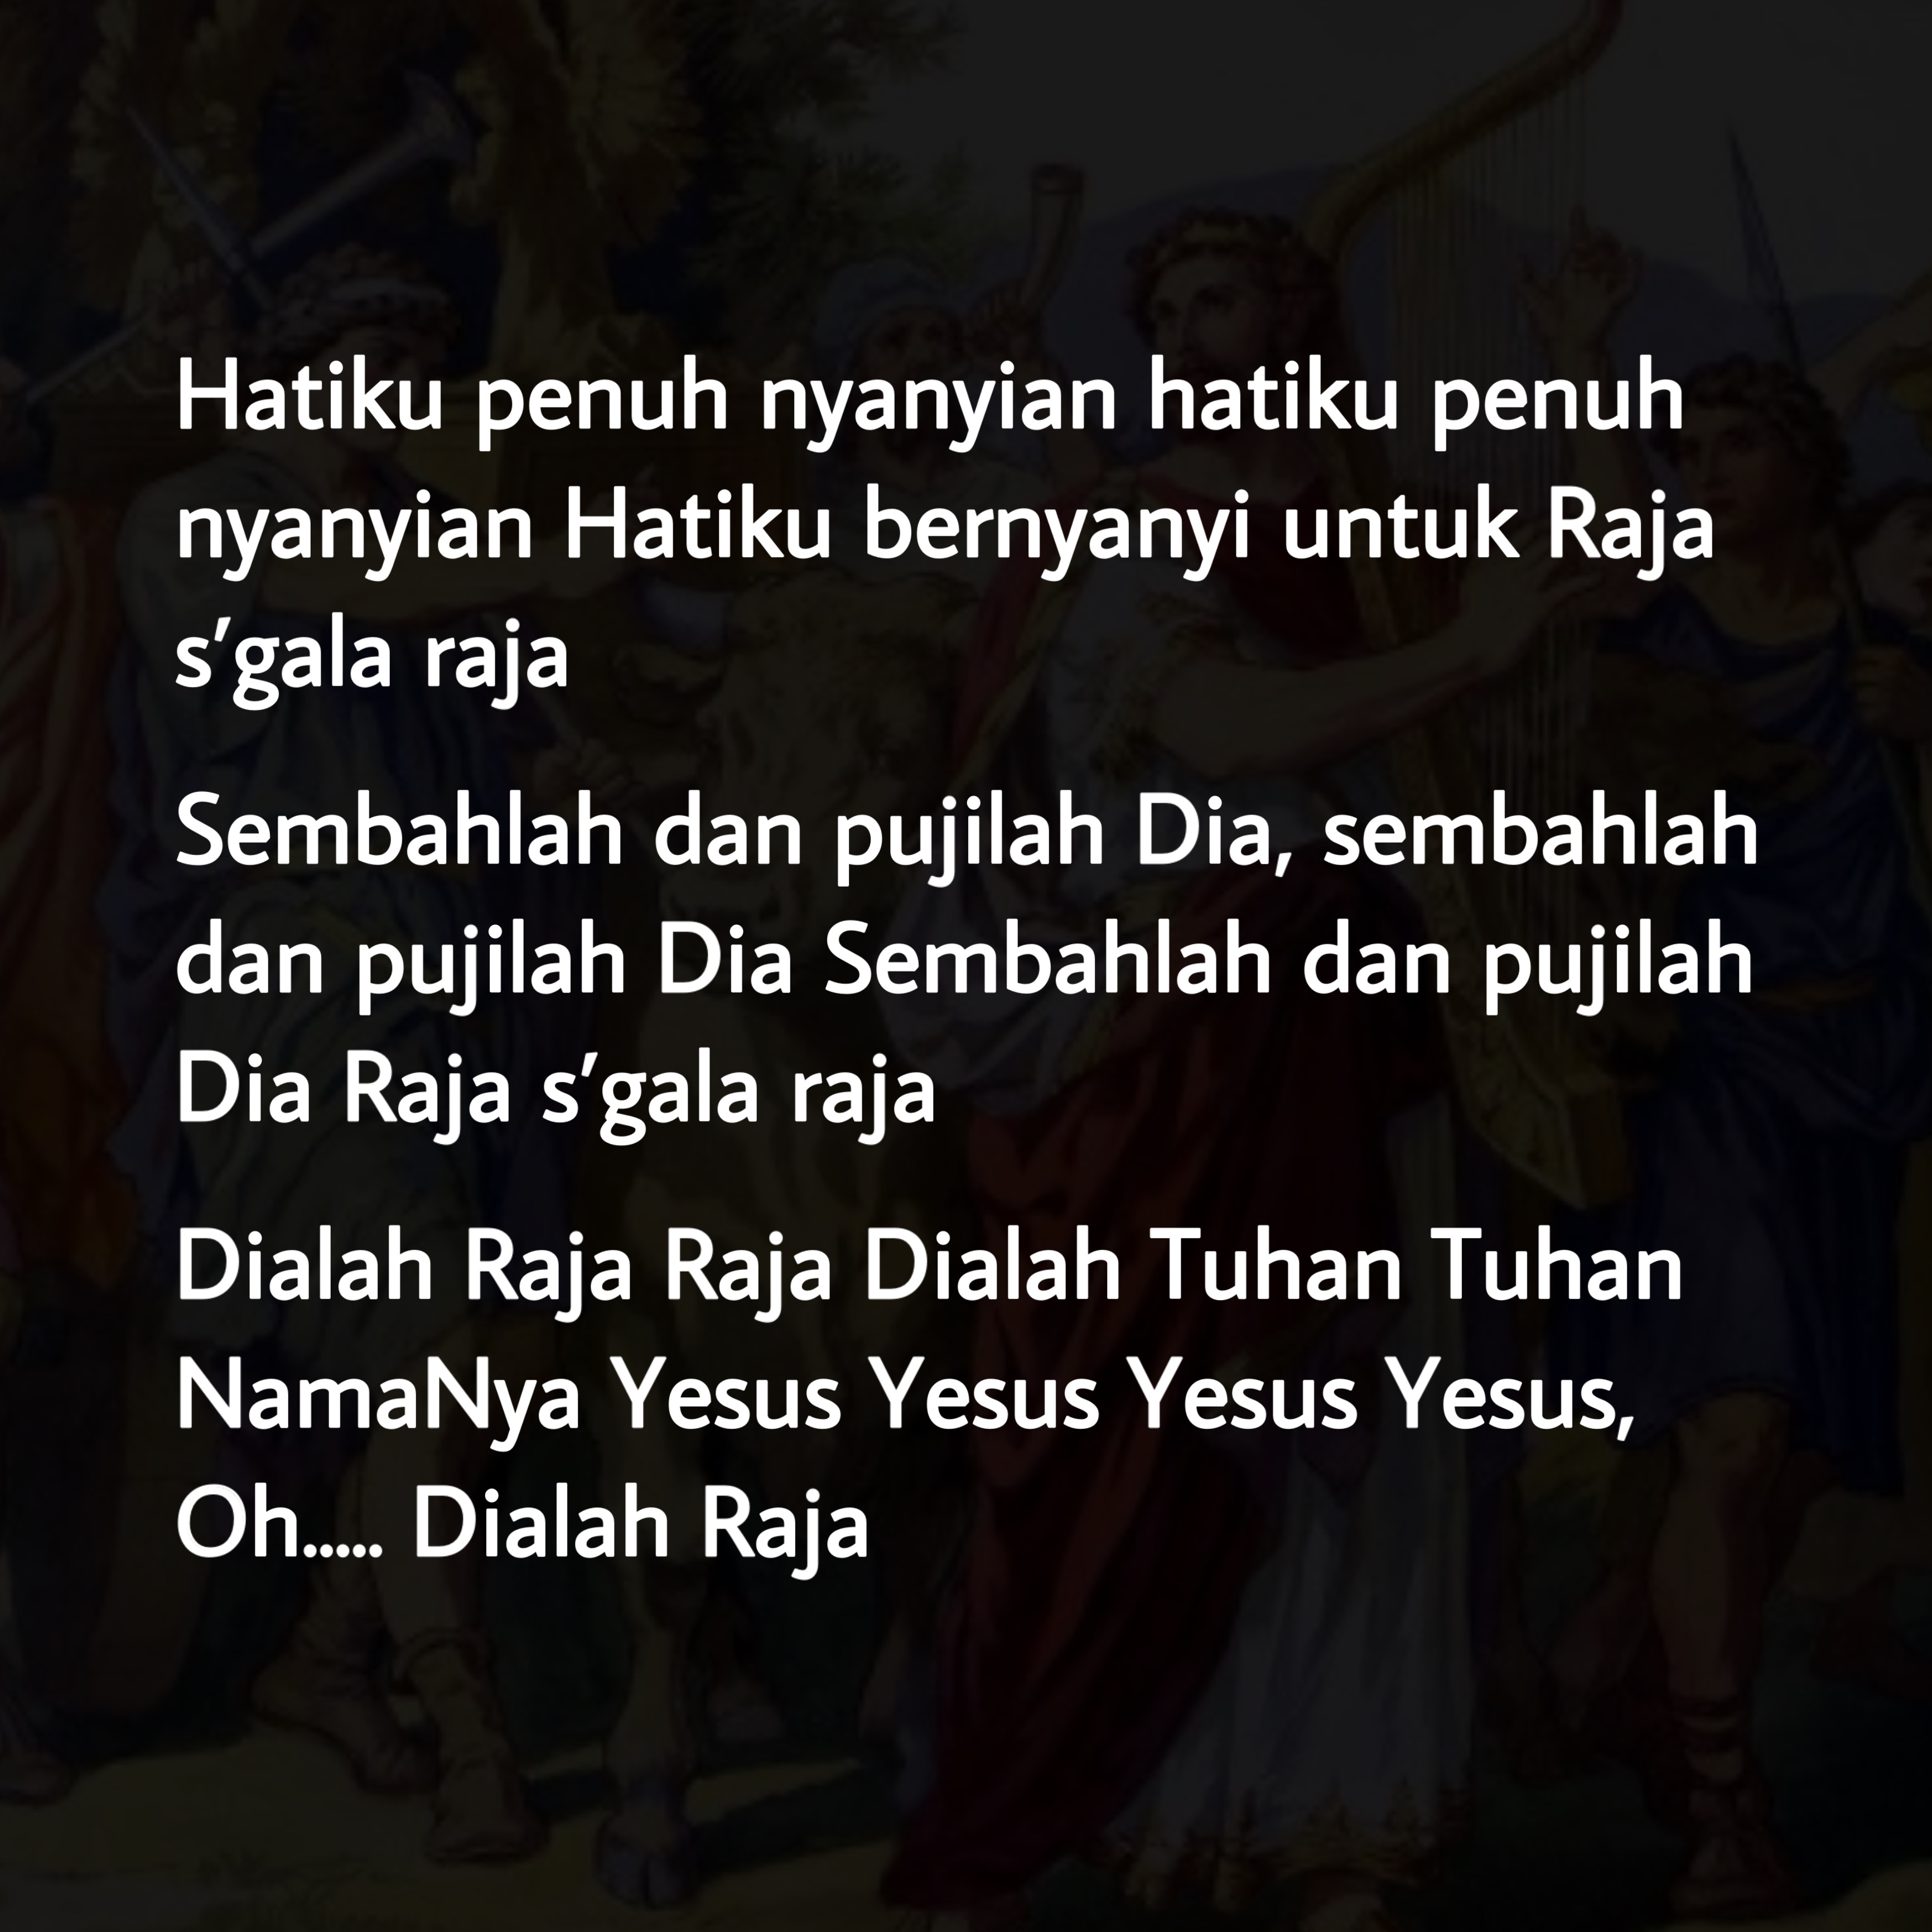 Hatiku penuh nyanyian hatiku penuh
nyanyian Hatiku bernyanyi untuk Raja
s’gala raja
Sembahlah dan pujilah Dia, sembahlah
dan pujilah Dia Sembahlah dan pujilah
Dia Raja s’gala raja
Dialah Raja Raja Dialah Tuhan Tuhan
NamaNya Yesus Yesus Yesus Yesus,
Oh..... Dialah Raja